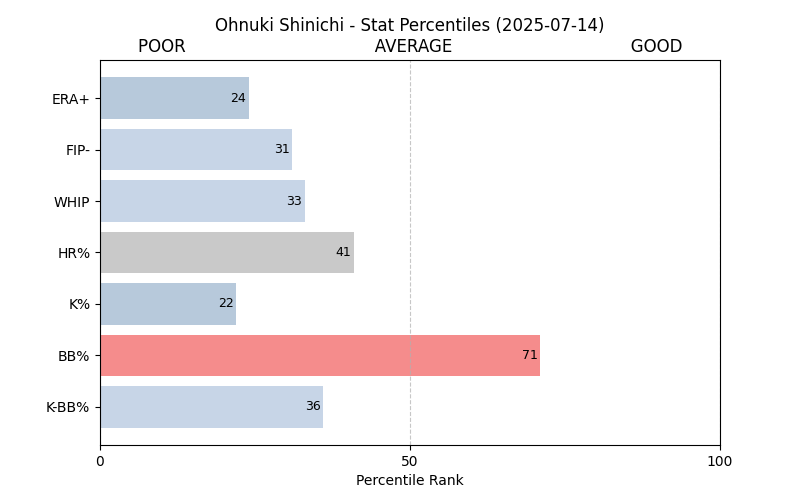 Ohnuki Shinichi - Stat Percentiles (2025-07-14)
POOR AVERAGE GOOD
ERA+ 24
FIP- 31
WHIP 33
HR% 41
K% 22
BB% 71
K-BB% 36
0 50 100
Percentile Rank